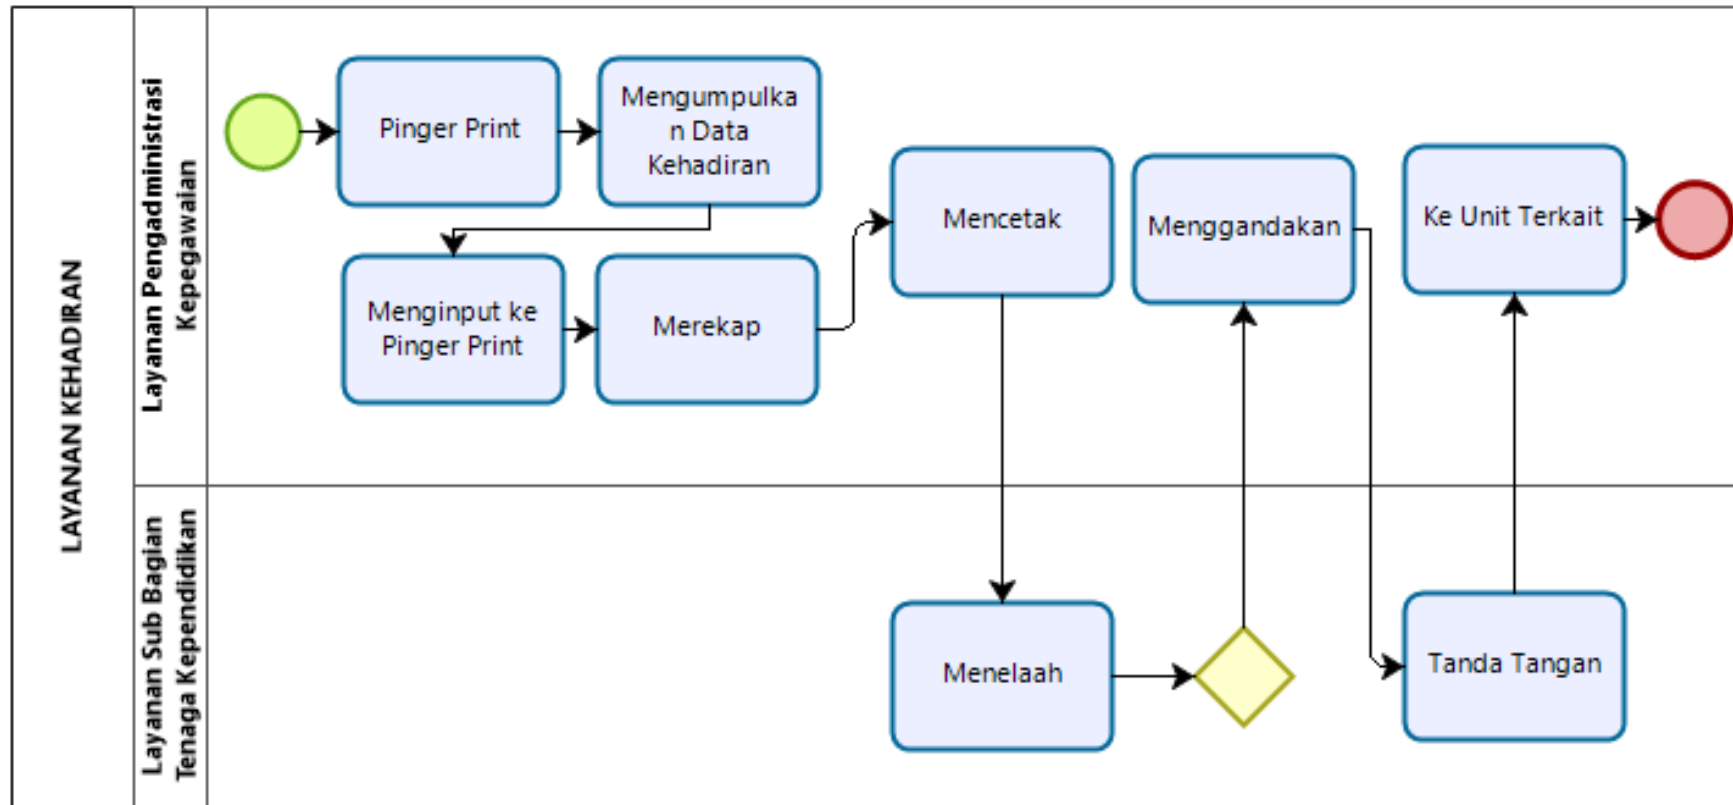 LAYANAN KEHADIRAN
Layanan Pengadministrasi
Kepegawaian
Pinger Print
Mengumpulka
n Data
Kehadiran
Menginput ke
Pinger Print
Merekap
Mencetak
Menggandakan
Ke Unit Terkait
Layanan Sub Bagian
Tenaga Kependidikan
Menelaah
Tanda Tangan